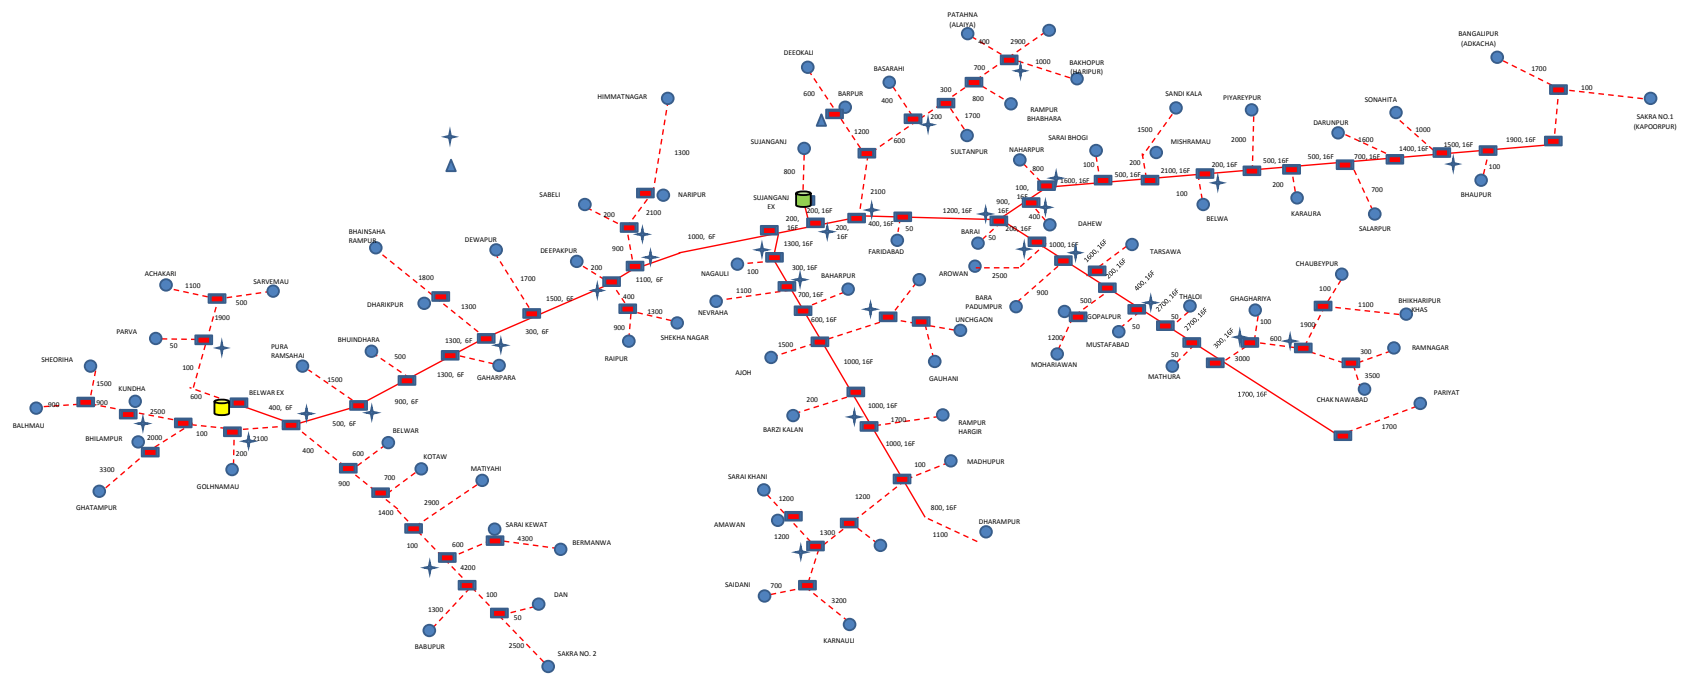 PATAHNA
(ALAIYA)
400
2900
BANGALIPUR
(ADKACHA)
DEEOKALI
BASARAHI
700
1000
BAKHOPUR
(HARIPUR)
1700
100
SAKRA NO.1
(KAPOORPUR)
HIMMATNAGAR
600
BARPUR
400
300
800
RAMPUR
BHABHARA
SANDI KALA
PIYAREYPUR
SONAHITA
200
1700
DARUNPUR
1000
SUJANGANJ
1200
600
SULTANPUR
SARAI BHOGI
1500
MISHRAMAU
2000
1600
1500, 16F
1900, 16F
1300
800
NAHARPUR
800
100
200
2100, 16F
200, 16F
500, 16F
500, 16F
700, 16F
1400, 16F
100
BHAUPUR
SABELI
NARIPUR
SUJANGANJ
EX
2100
100,
16F
1600, 16F
500, 16F
100
BELWA
200
KARAURA
700
SALARPUR
200
2100
200, 16F
200,
16F
200,
16F
400, 16F
1200, 16F
900,
16F
400
DAHEW
BHAINSAHA
RAMPUR
DEWAPUR
DEEPAKPUR
900
1000, 6F
1300, 16F
50
FARIDABAD
BARAI
50
200, 16F
1000, 16F
1600, 16F
TARSAWA
ACHAKARI
SARVEMAU
1800
1700
200
1100, 6F
NAGAULI
100
300, 16F
BAHARPUR
AROWAN
2500
200, 16F
400, 16F
CHAUBEYPUR
1100
500
DHARIKPUR
1300
1500, 6F
400
1100
700, 16F
BARA
PADUMPUR
900
2700, 16F
THALOI
GHAGHARIYA
100
1100
BHIKHARIPUR
KHAS
1900
NEVRAHA
600, 16F
UNCHGAON
500
GOPALPUR
50
50
2700, 16F
100
1900
PARVA
50
300, 6F
1300
900
SHEKHA NAGAR
RAIPUR
1500
AJOH
1200
MUSTAFABAD
300, 16F
600
RAMNAGAR
SHEORIHA
PURA
RAMSAHAI
BHUINDHARA
1300, 6F
MOHARIAWAN
50
MATHURA
3000
300
100
500
1300, 6F
GAHARPARA
1000, 16F
GAUHANI
3500
1500
KUNDHA
BELWAR EX
1500
900, 6F
1700, 16F
CHAK NAWABAD
PARIYAT
900
900
600
400, 6F
200
1000, 16F
1700
RAMPUR
HARGIR
1700
BALHMAU
2500
500, 6F
BARZI KALAN
BHILAMPUR
2000
100
2100
BELWAR
1000, 16F
3300
200
400
600
KOTAW
100
MADHUPUR
GOLHNAMAU
900
700
MATIYAHI
SARAI KHANI
GHATAMPUR
1400
2900
1200
1200
800, 16F
SARAI KEWAT
AMAWAN
DHARAMPUR
100
600
4300
BERMANWA
1200
1300
1100
4200
SAIDANI
700
100
DAN
3200
1300
50
BABUPUR
2500
KARNAULI
SAKRA NO. 2